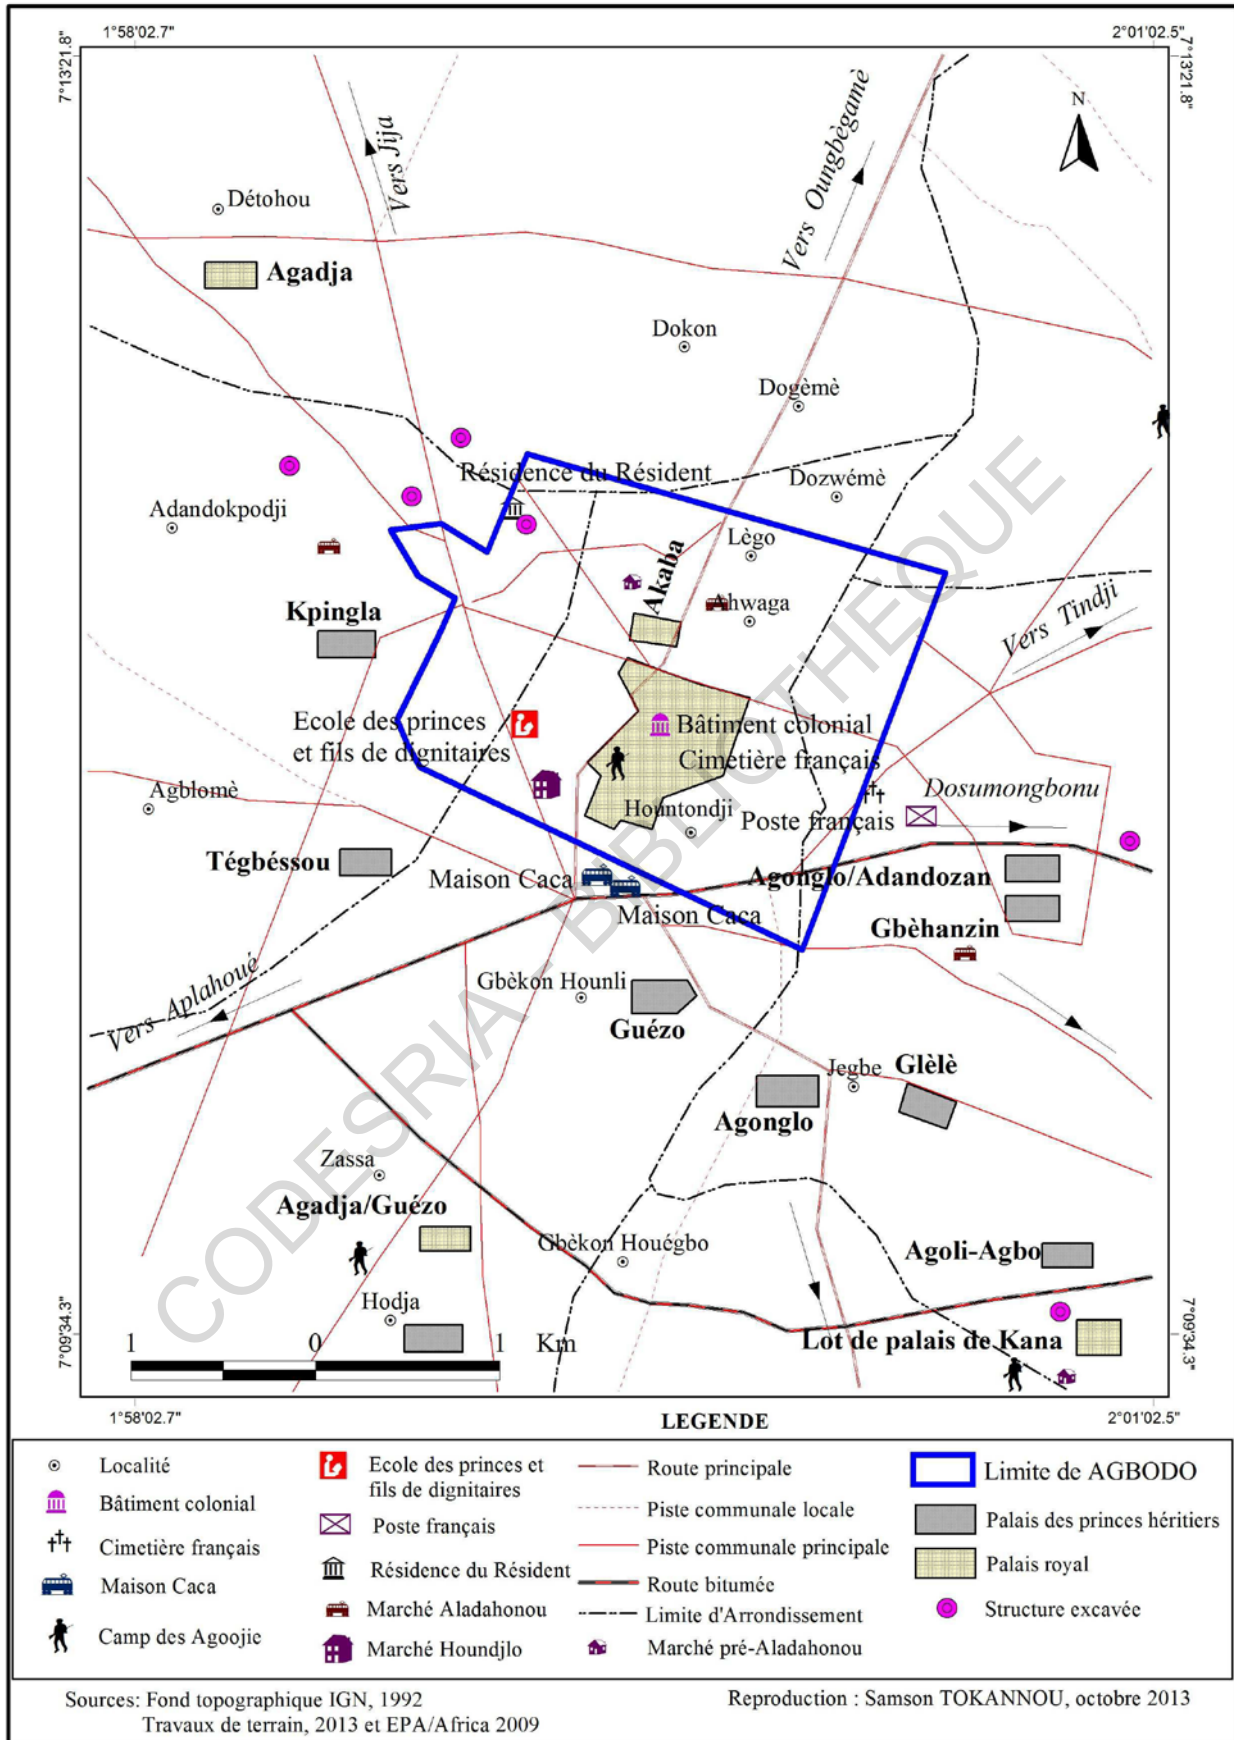 1°58'02.7"
2°01'02.5"
7°13'21.8"
7°13'21.8"
N
Vers Jija
Vers Oungbègamè
Détohou
Agadja
Dokon
Dogèmè
Résidence du Résident
Dozwémè
Adandokpodji
Lègo
Akaba
Ahwaga
Kpingla
Vers Tindji
Ecole des princes
et fils de dignitaires
Bâtiment colonial
Cimetière français
Dosumongbonu
Agblomè
Hountondji
Poste français
Tégbéssou
Maison Caca
Agonglo/Adandozan
Maison Caca
Gbèhanzin
Vers Aplahoué
Gbèkon Hounli
Guézo
Jegbe
Glèlè
Agonglo
Zassa
Agadja/Guézo
Gbèkon Houégbo
Agoli-Agbo
Hodja
Lot de palais de Kana
1 0 1 Km
7°09'34.3"
7°09'34.3"
1°58'02.7"
2°01'02.5"
CODESRIA - BIBLIOTHEQUE
LEGENDE
Localité
Bâtiment colonial
Cimetière français
Maison Caca
Camp des Agoojie
Ecole des princes et
fils de dignitaires
Poste français
Résidence du Résident
Marché Aladahonou
Marché Houndjlo
Route principale
Piste communale locale
Piste communale principale
Route bitumée
Limite d'Arrondissement
Marché pré-Aladahonou
Limite de AGBODO
Palais des princes héritiers
Palais royal
Structure excavée
Sources: Fond topographique IGN, 1992
Travaux de terrain, 2013 et EPA/Africa 2009
Reproduction : Samson TOKANNOU, octobre 2013